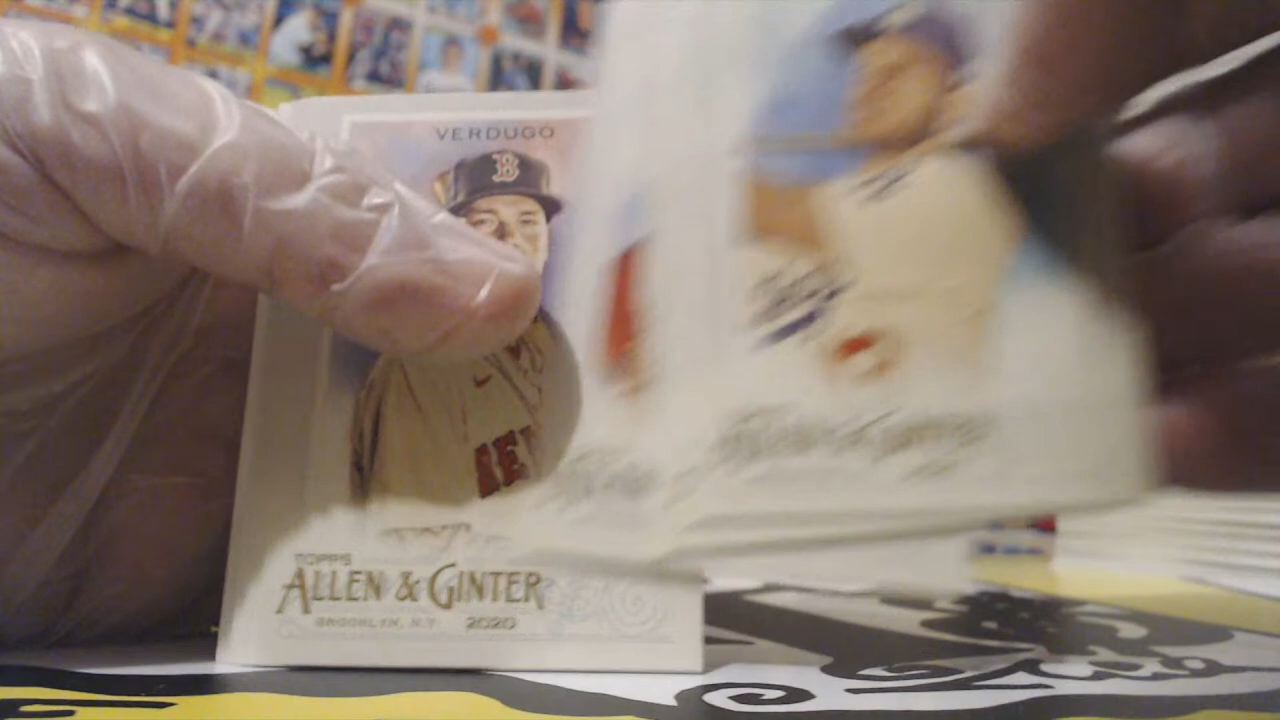 VERDUGO
B
TOPPS
ALLEN & GINTER
BROOKLYN, N.Y. 2020